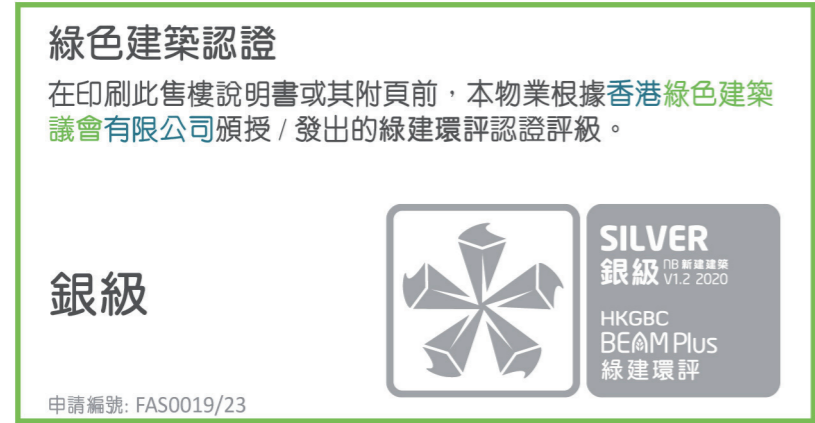 綠色建築認證
在印刷此售樓說明書或其附頁前，本物業根據香港綠色建築
議會有限公司頒授 / 發出的綠建環評認證評級。
SILVER
銀級 NB 新建建築
V1.2 2020
銀級
HKGBC
BEAM Plus
綠建環評
申請編號: FAS0019/23